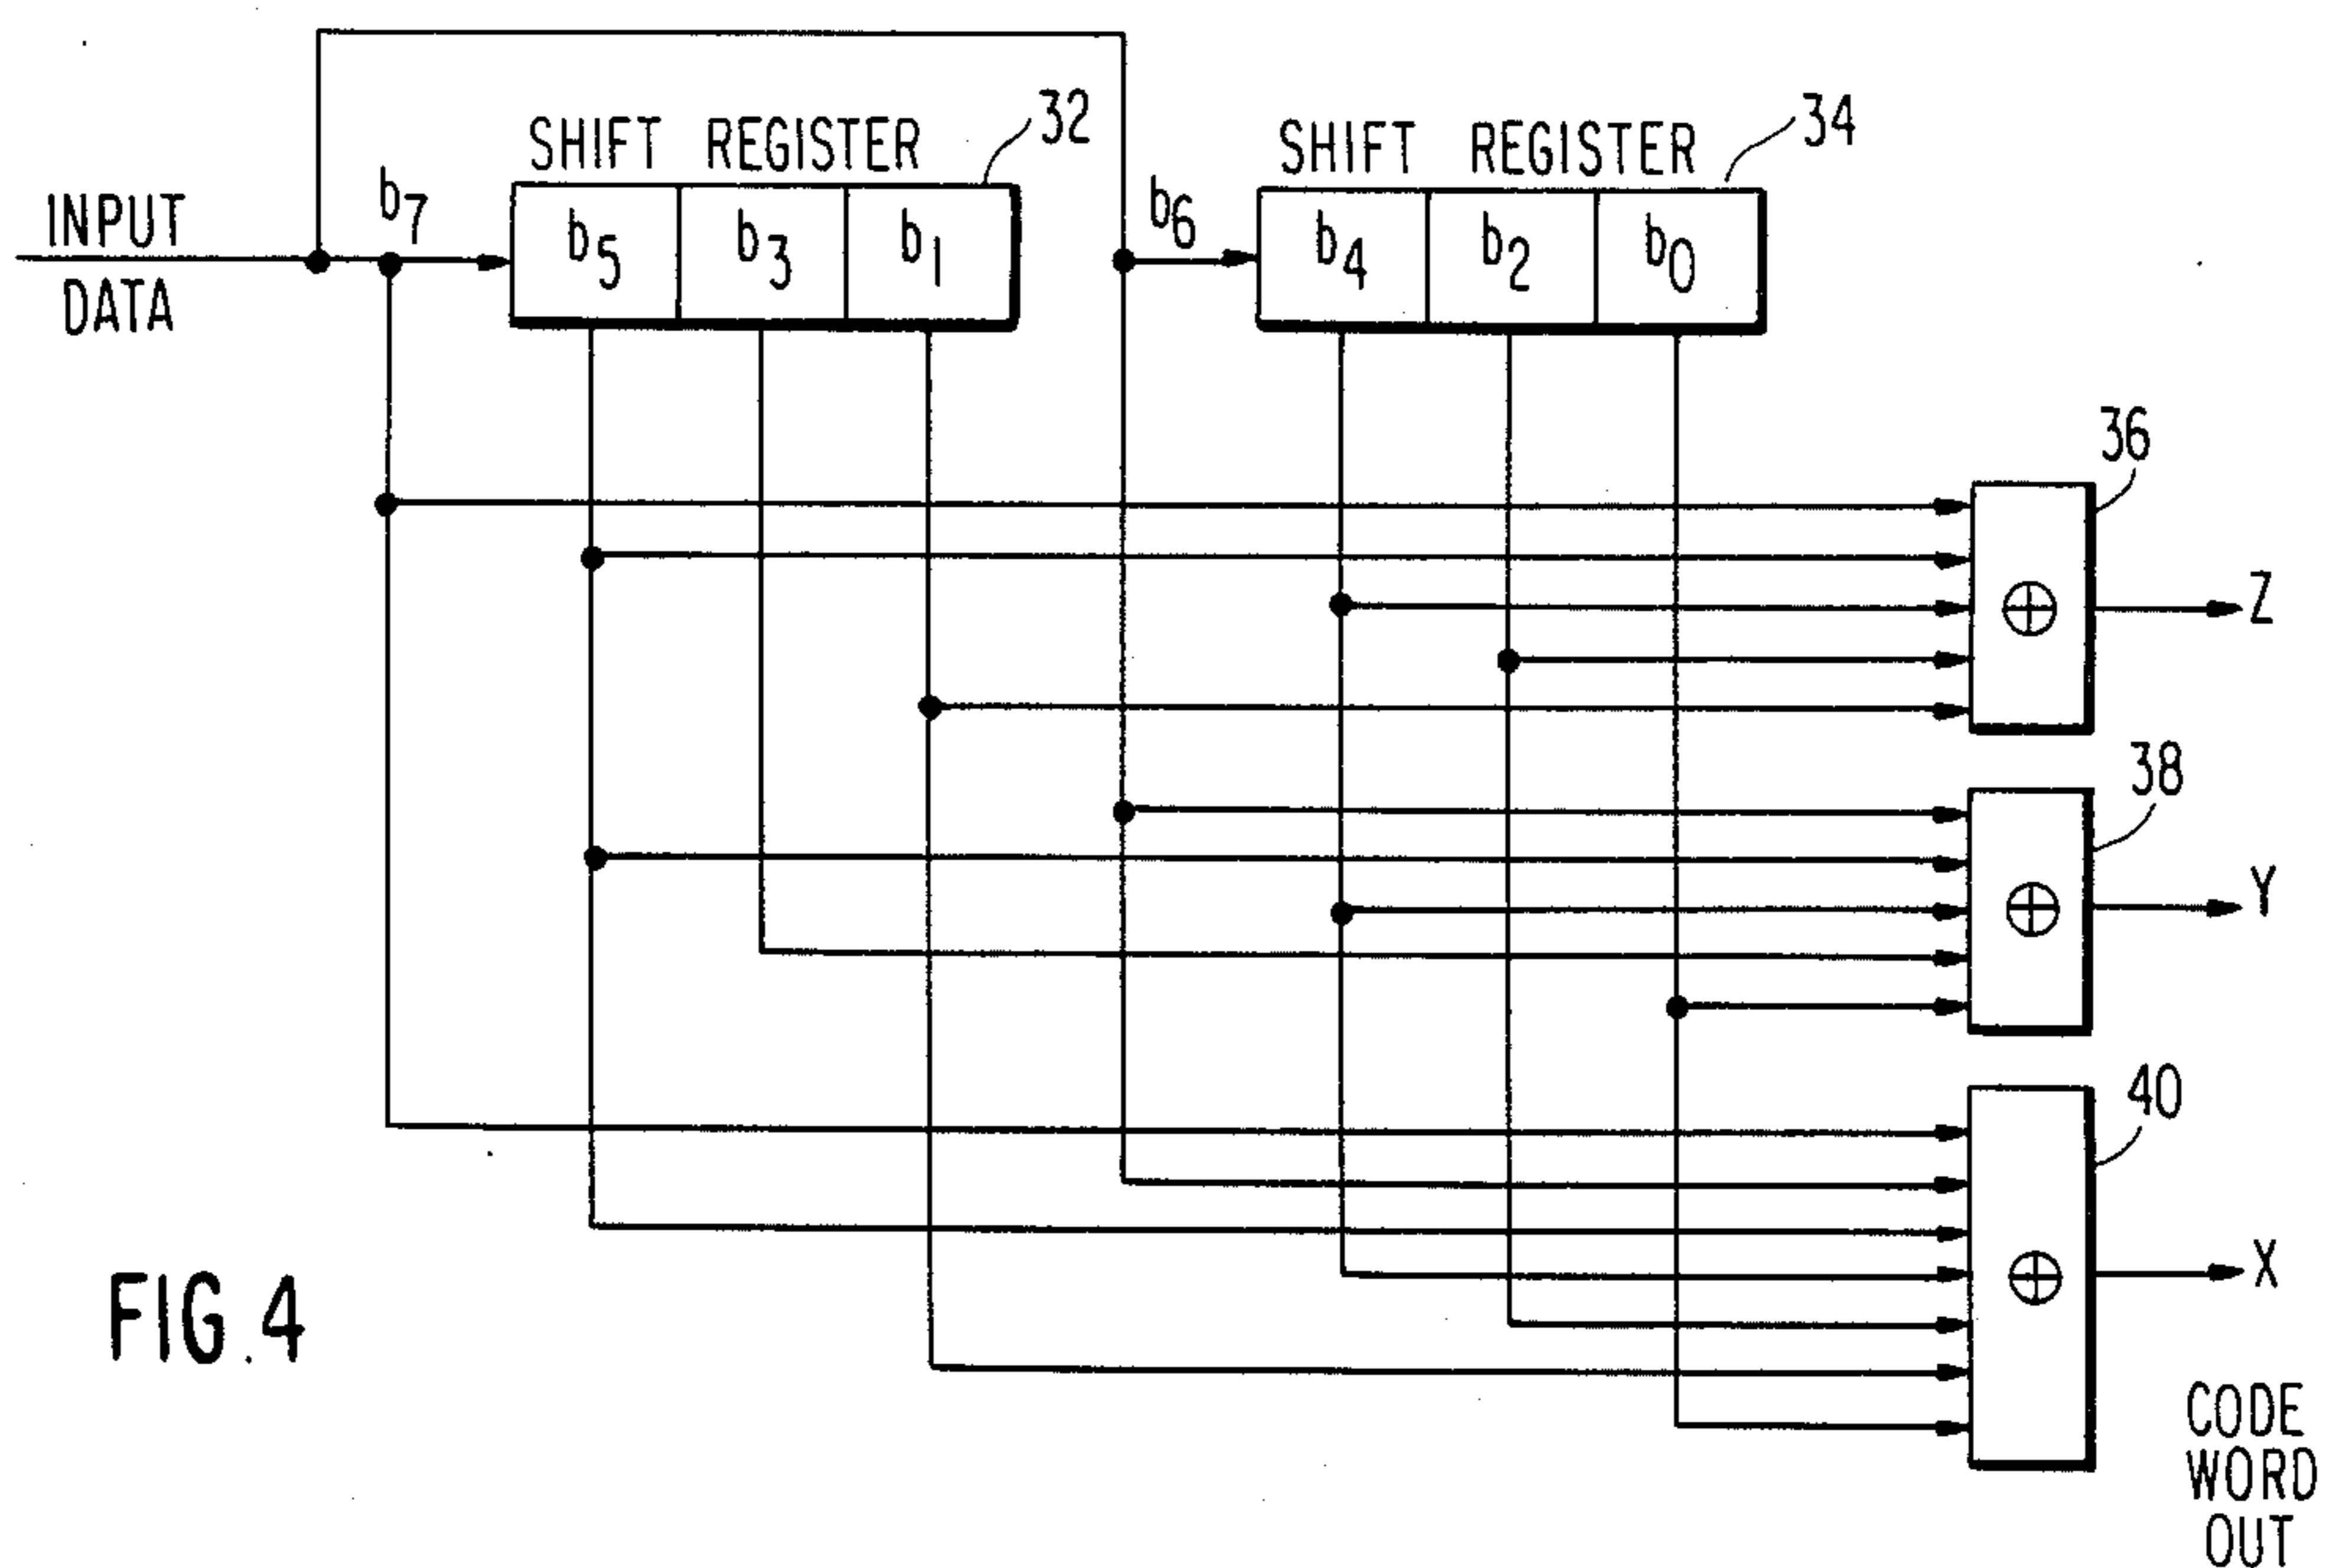 SHIFT REGISTER
32
SHIFT REGISTER
34
INPUT
DATA
b7
b5
b3
b1
b6
b4
b2
b0
36
Z
38
Y
40
X
FIG.4
CODE
WORD
OUT